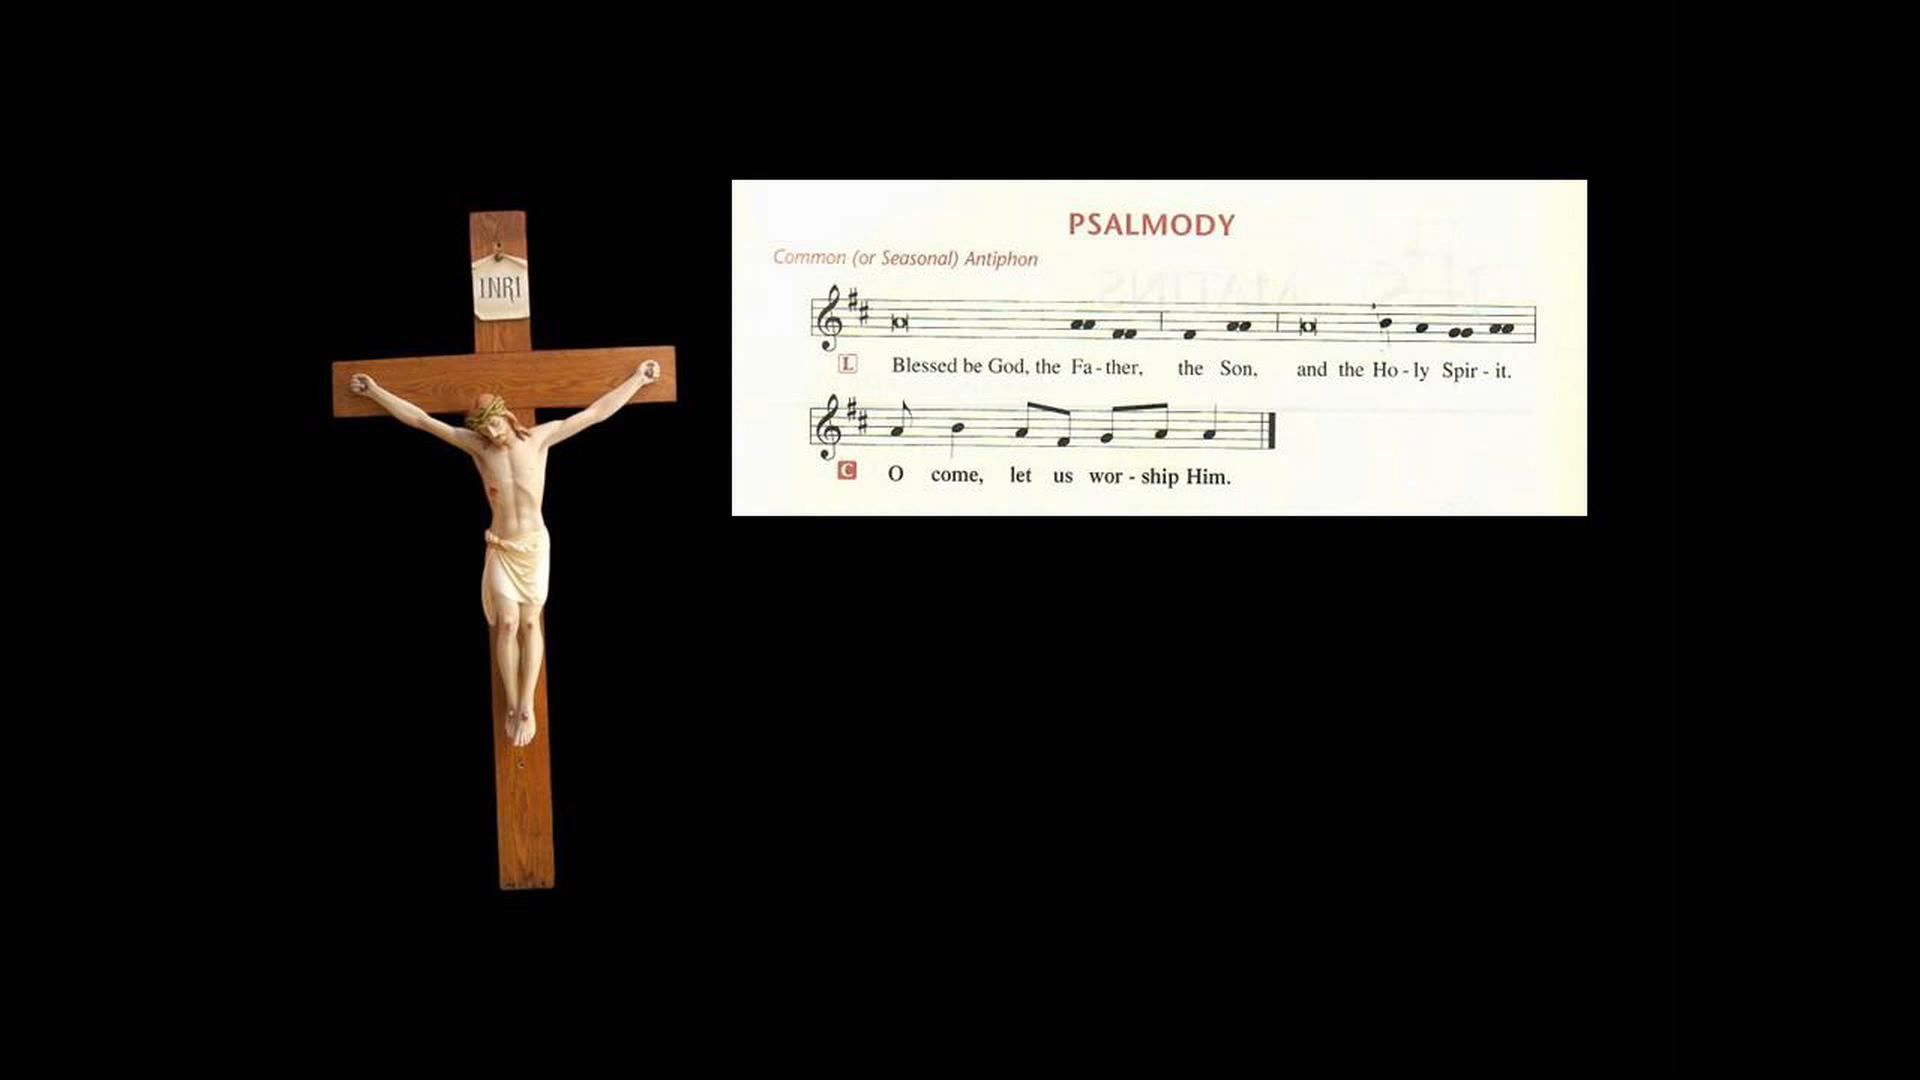 INRI
PSALMODY
Common (or Seasonal) Antiphon
L Blessed be God, the Fa - ther, the Son, and the Ho - ly Spir - it.
C O come, let us wor - ship Him.